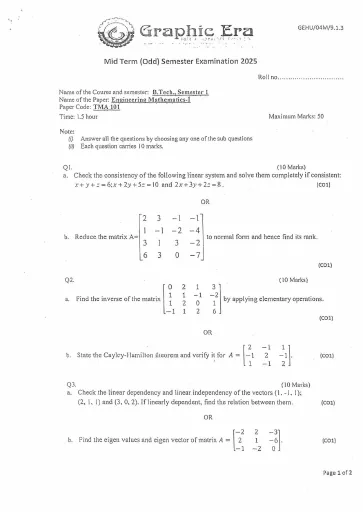 GEHU/04M/9.1.3
Graphic Era
Mid Term (Odd) Semester Examination 2025
Roll no..............................
Name of the Course and semester: B.Tech., Semester 1
Name of the Paper: Engineering Mathematics-I
Paper Code: TMA 101
Time: 1.5 hour Maximum Marks: 50
Note:
(i) Answer all the questions by choosing any one of the sub questions
(ii) Each question carries 10 marks.
Q1. (10 Marks)
a. Check the consistency of the following linear system and solve them completely if consistent:
x + y + z = 6; x + 2y + 5z = 10 and 2x + 3y + 2z = 8. (CO1)
OR
2 3 −1 −1
1 −1 −2 −4
b. Reduce the matrix A= to normal form and hence find its rank.
3 1 3 −2
6 3 0 −7
(CO1)
Q2. (10 Marks)
0 2 1 3
1 1 −1 −2
a. Find the inverse of the matrix by applying elementary operations.
1 2 0 1
−1 1 2 6
(CO1)
OR
2 −1 1
b. State the Cayley-Hamilton theorem and verify it for A = −1 2 −1 . (CO1)
1 −1 2
Q3. (10 Marks)
a. Check the linear dependency and linear independency of the vectors (1, -1, 1);
(2, 1, 1) and (3, 0, 2). If linearly dependent, find the relation between them. (CO1)
OR
−2 2 −3
b. Find the eigen values and eigen vector of matrix A = 2 1 −6 . (CO1)
−1 −2 0
Page 1 of 2